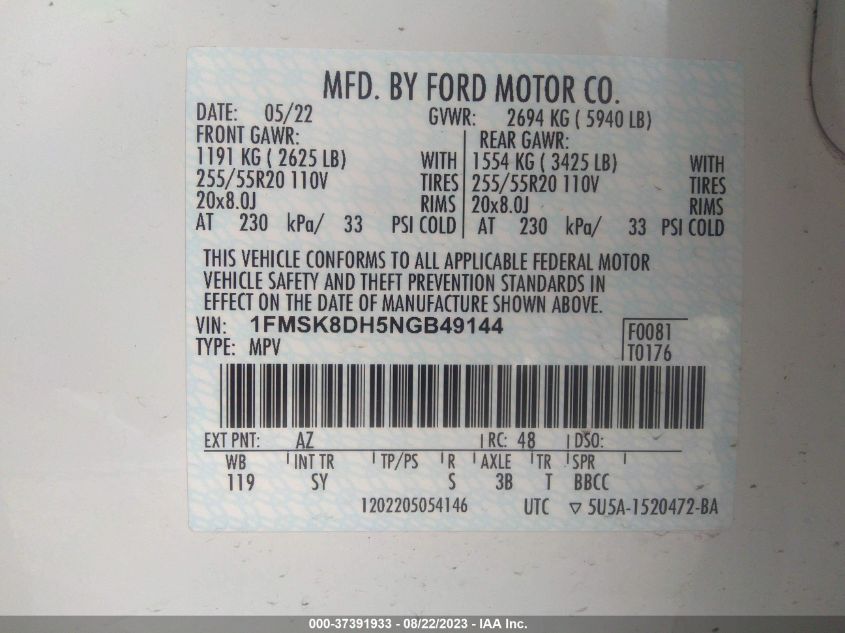 MFD. BY FORD MOTOR CO.
DATE: 05/22 GVWR: 2694 KG ( 5940 LB)
FRONT GAWR: REAR GAWR:
1191 KG ( 2625 LB) WITH 1554 KG ( 3425 LB) WITH
255/55R20 110V TIRES 255/55R20 110V TIRES
20x8.0J RIMS 20x8.0J RIMS
AT 230 kPa/ 33 PSI COLD AT 230 kPa/ 33 PSI COLD
THIS VEHICLE CONFORMS TO ALL APPLICABLE FEDERAL MOTOR
VEHICLE SAFETY AND THEFT PREVENTION STANDARDS IN
EFFECT ON THE DATE OF MANUFACTURE SHOWN ABOVE.
VIN: 1FMSK8DH5NGB49144 F0081
TYPE: MPV T0176
EXT PNT: AZ RC: 48 DSO:
WB INT TR TP/PS R AXLE TR SPR
119 SY S 3B T BBCC
1202205054146 UTC ▽ 5U5A-1520472-BA
000-37391933 - 08/22/2023 - IAA Inc.